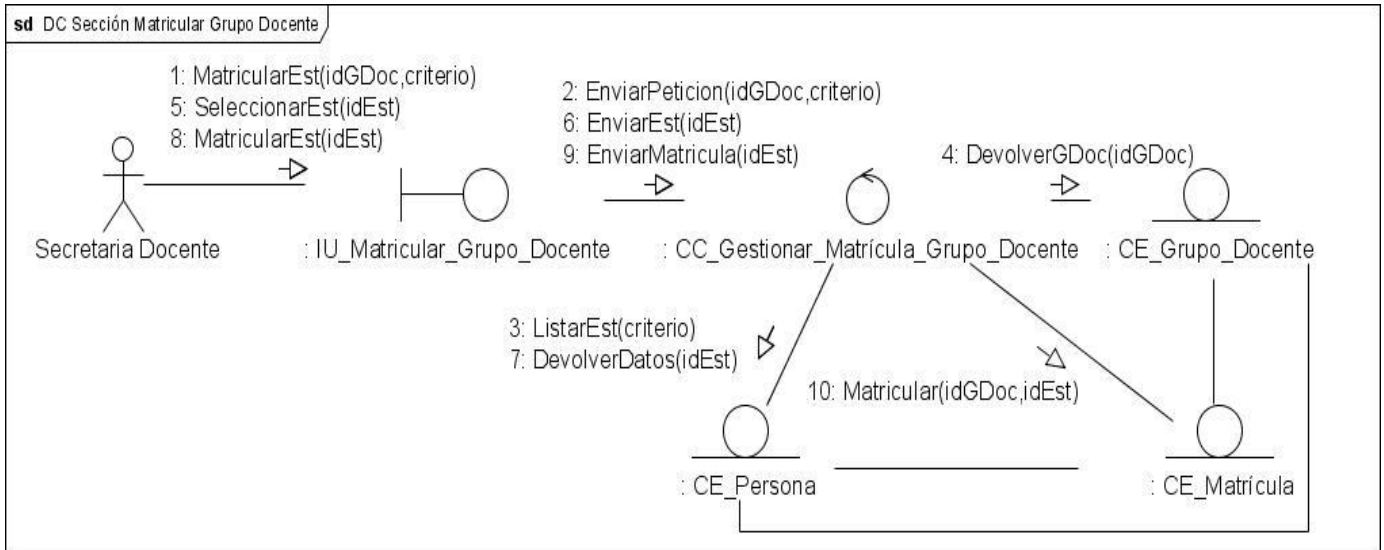 sd DC Sección Matricular Grupo Docente
1: MatricularEst(idGDoc,criterio)
5: SeleccionarEst(idEst)
8: MatricularEst(idEst)
2: EnviarPeticion(idGDoc,criterio)
6: EnviarEst(idEst)
9: EnviarMatricula(idEst)
4: DevolverGDoc(idGDoc)
Secretaria Docente
: IU_Matricular_Grupo_Docente
: CC_Gestionar_Matrícula_Grupo_Docente
: CE_Grupo_Docente
3: ListarEst(criterio)
7: DevolverDatos(idEst)
10: Matricular(idGDoc,idEst)
: CE_Persona
: CE_Matrícula